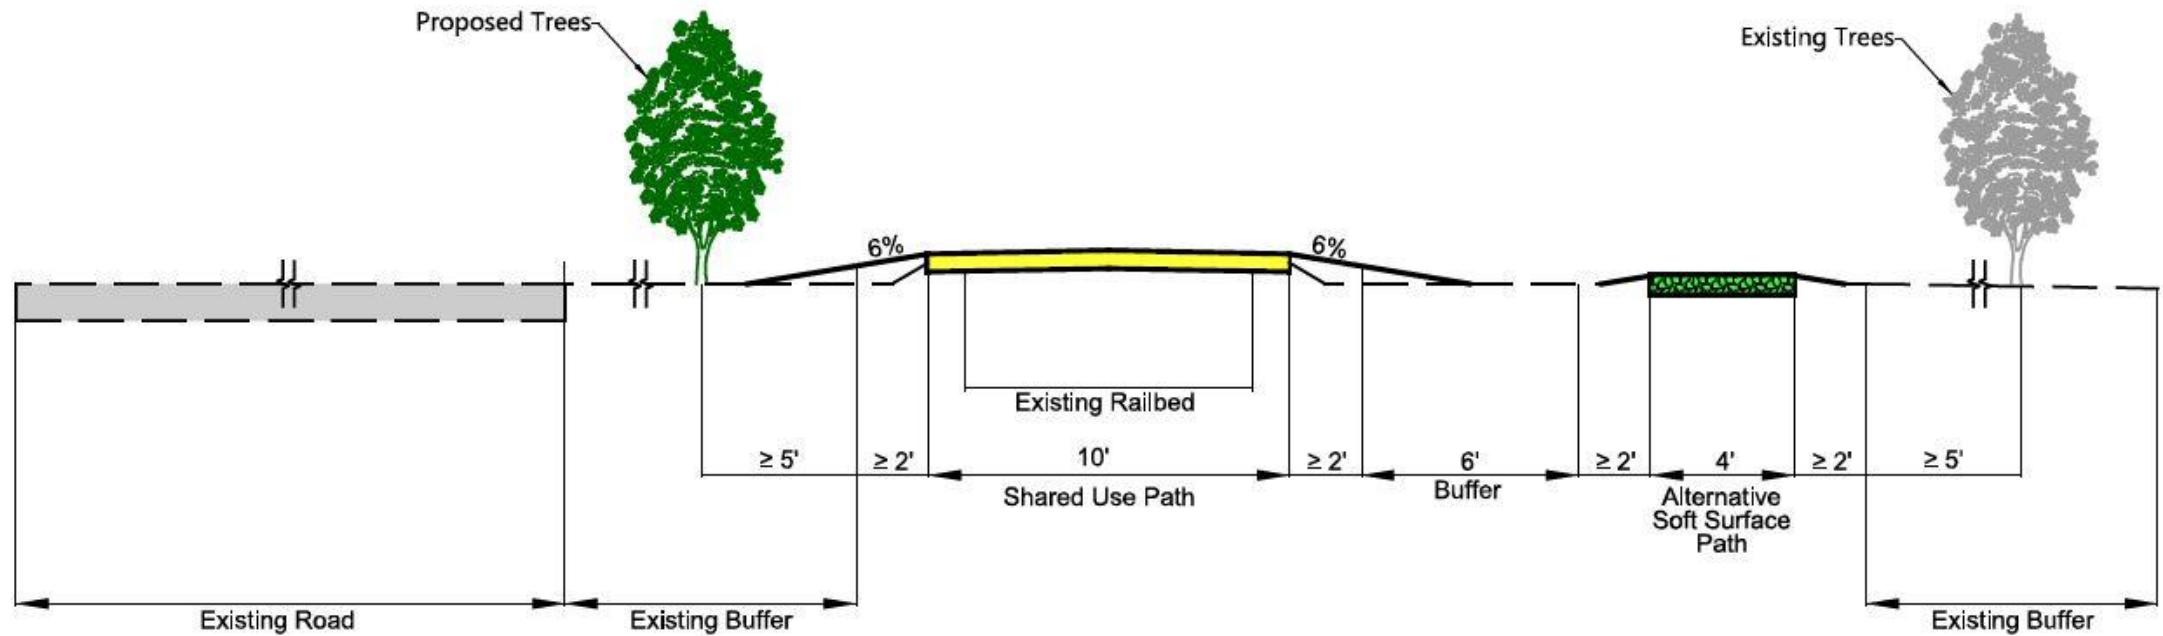 Proposed Trees
Existing Trees
6%
6%
Existing Railbed
≥ 5'
≥ 2'
10'
≥ 2'
6'
≥ 2'
4'
≥ 2'
≥ 5'
Shared Use Path
Buffer
Alternative
Soft Surface
Path
Existing Road
Existing Buffer
Existing Buffer